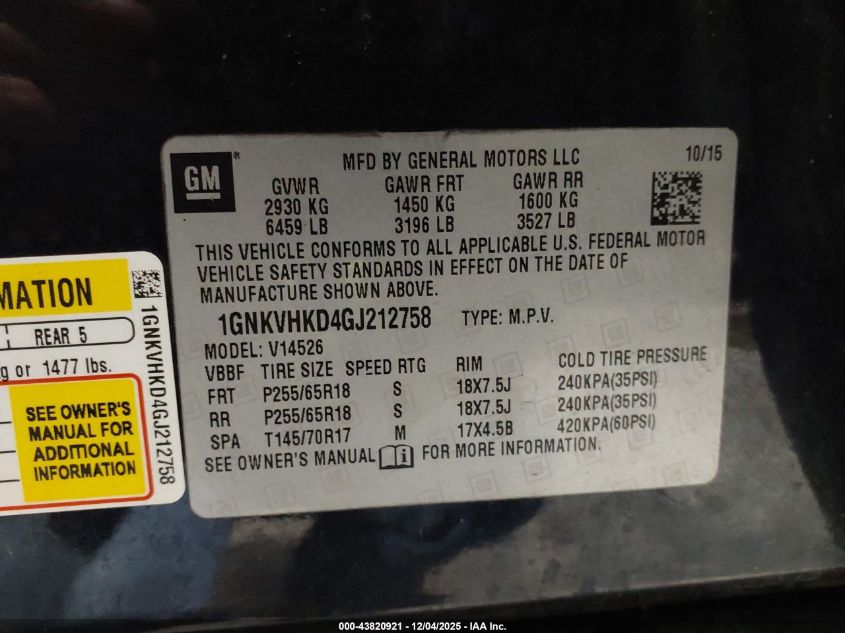 GM®
MFD BY GENERAL MOTORS LLC
10/15
GVWR GAWR FRT GAWR RR
2930 KG 1450 KG 1600 KG
6459 LB 3196 LB 3527 LB
THIS VEHICLE CONFORMS TO ALL APPLICABLE U.S. FEDERAL MOTOR
VEHICLE SAFETY STANDARDS IN EFFECT ON THE DATE OF
MANUFACTURE SHOWN ABOVE.
1GNKVHKD4GJ212758 TYPE: M.P.V.
MODEL: V14526
VBBF TIRE SIZE SPEED RTG RIM COLD TIRE PRESSURE
FRT P255/65R18 S 18X7.5J 240KPA(35PSI)
RR P255/65R18 S 18X7.5J 240KPA(35PSI)
SPA T145/70R17 M 17X4.5B 420KPA(60PSI)
SEE OWNER'S MANUAL i FOR MORE INFORMATION.
MATION
REAR 5
g or 1477 lbs.
SEE OWNER'S
MANUAL FOR
ADDITIONAL
INFORMATION
1GNKVHKD4GJ212758
000-43820921 - 12/04/2025 - IAA Inc.